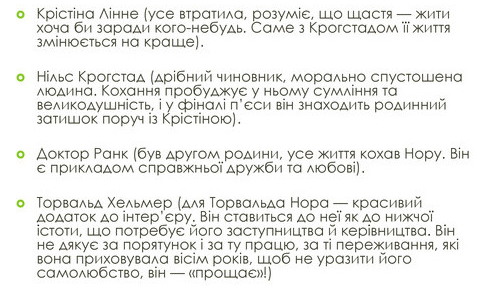 Крістіна Лінне (усе втратила, розуміє, що щастя — жити
хоча би заради кого-небудь. Саме з Крогстадом її життя
змінюється на краще).
Нільс Крогстад (дрібний чиновник, морально спустошена
людина. Кохання пробуджує у ньому сумління та
великодушність, і у фіналі п’єси він знаходить родинний
затишок поруч із Крістіною).
Доктор Ранк (був другом родини, усе життя кохав Нору. Він
є прикладом справжньої дружби та любові).
Торвальд Хельмер (для Торвальда Нора — красивий
додаток до інтер’єру. Він ставиться до неї як до нижчої
істоти, що потребує його заступництва й керівництва. Він
не дякує за порятунок і за ту працю, за ті переживання, які
вона приховувала вісім років, щоб не уразити його
самолюбство, він — «прощає»!)